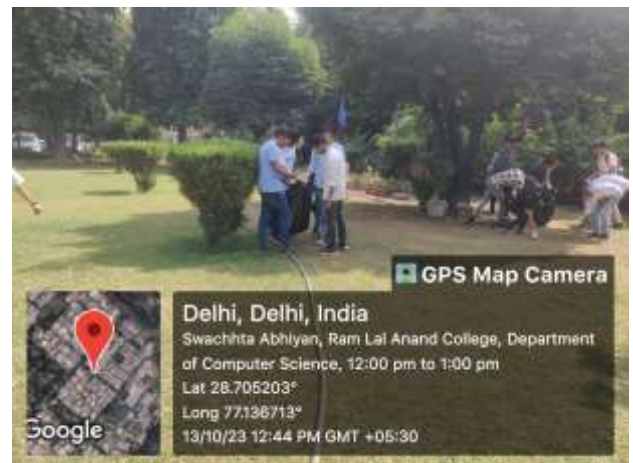 GPS Map Camera
Delhi, Delhi, India
Swachhta Abhiyan, Ram Lal Anand College, Department
of Computer Science, 12:00 pm to 1:00 pm
Lat 28.705203°
Long 77.136713°
13/10/23 12:44 PM GMT +05:30
Google